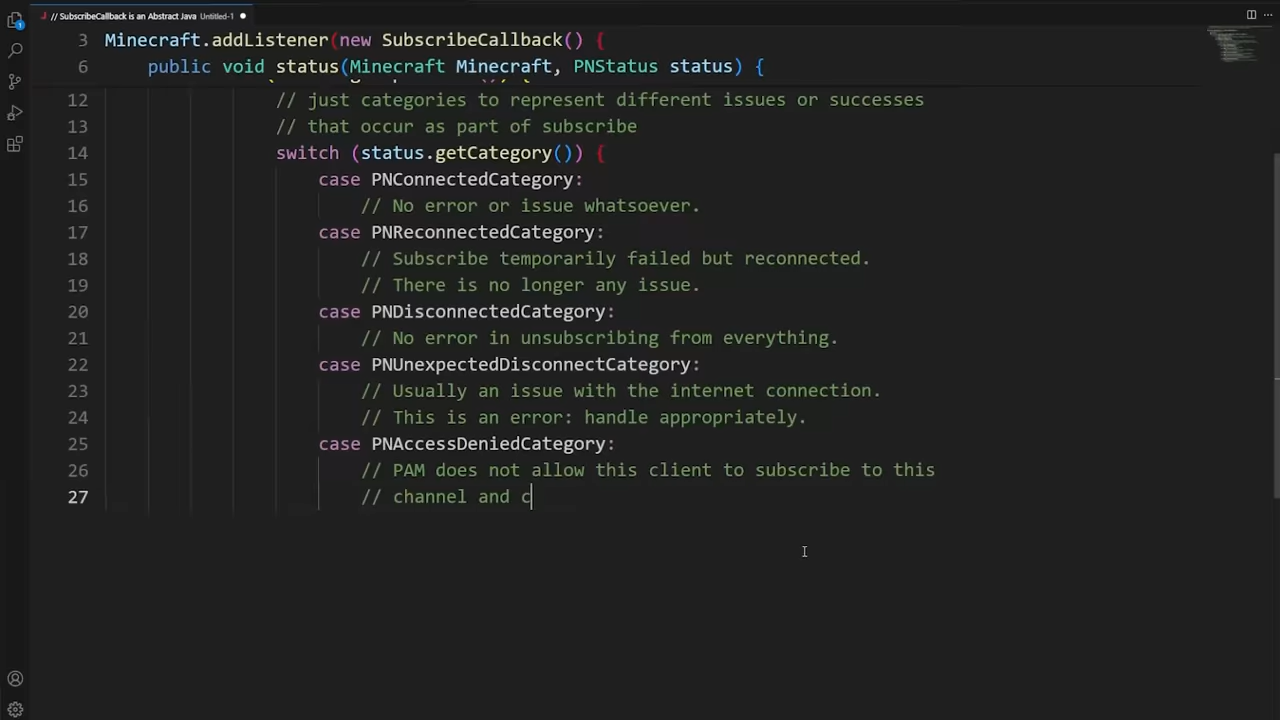 // SubscribeCallback is an Abstract Java Untitled-1
3 Minecraft.addListener(new SubscribeCallback() {
6 public void status(Minecraft Minecraft, PNStatus status) {
12 // just categories to represent different issues or successes
13 // that occur as part of subscribe
14 switch (status.getCategory()) {
15 case PNConnectedCategory:
16 // No error or issue whatsoever.
17 case PNReconnectedCategory:
18 // Subscribe temporarily failed but reconnected.
19 // There is no longer any issue.
20 case PNDisconnectedCategory:
21 // No error in unsubscribing from everything.
22 case PNUnexpectedDisconnectCategory:
23 // Usually an issue with the internet connection.
24 // This is an error: handle appropriately.
25 case PNAccessDeniedCategory:
26 // PAM does not allow this client to subscribe to this
27 // channel and c